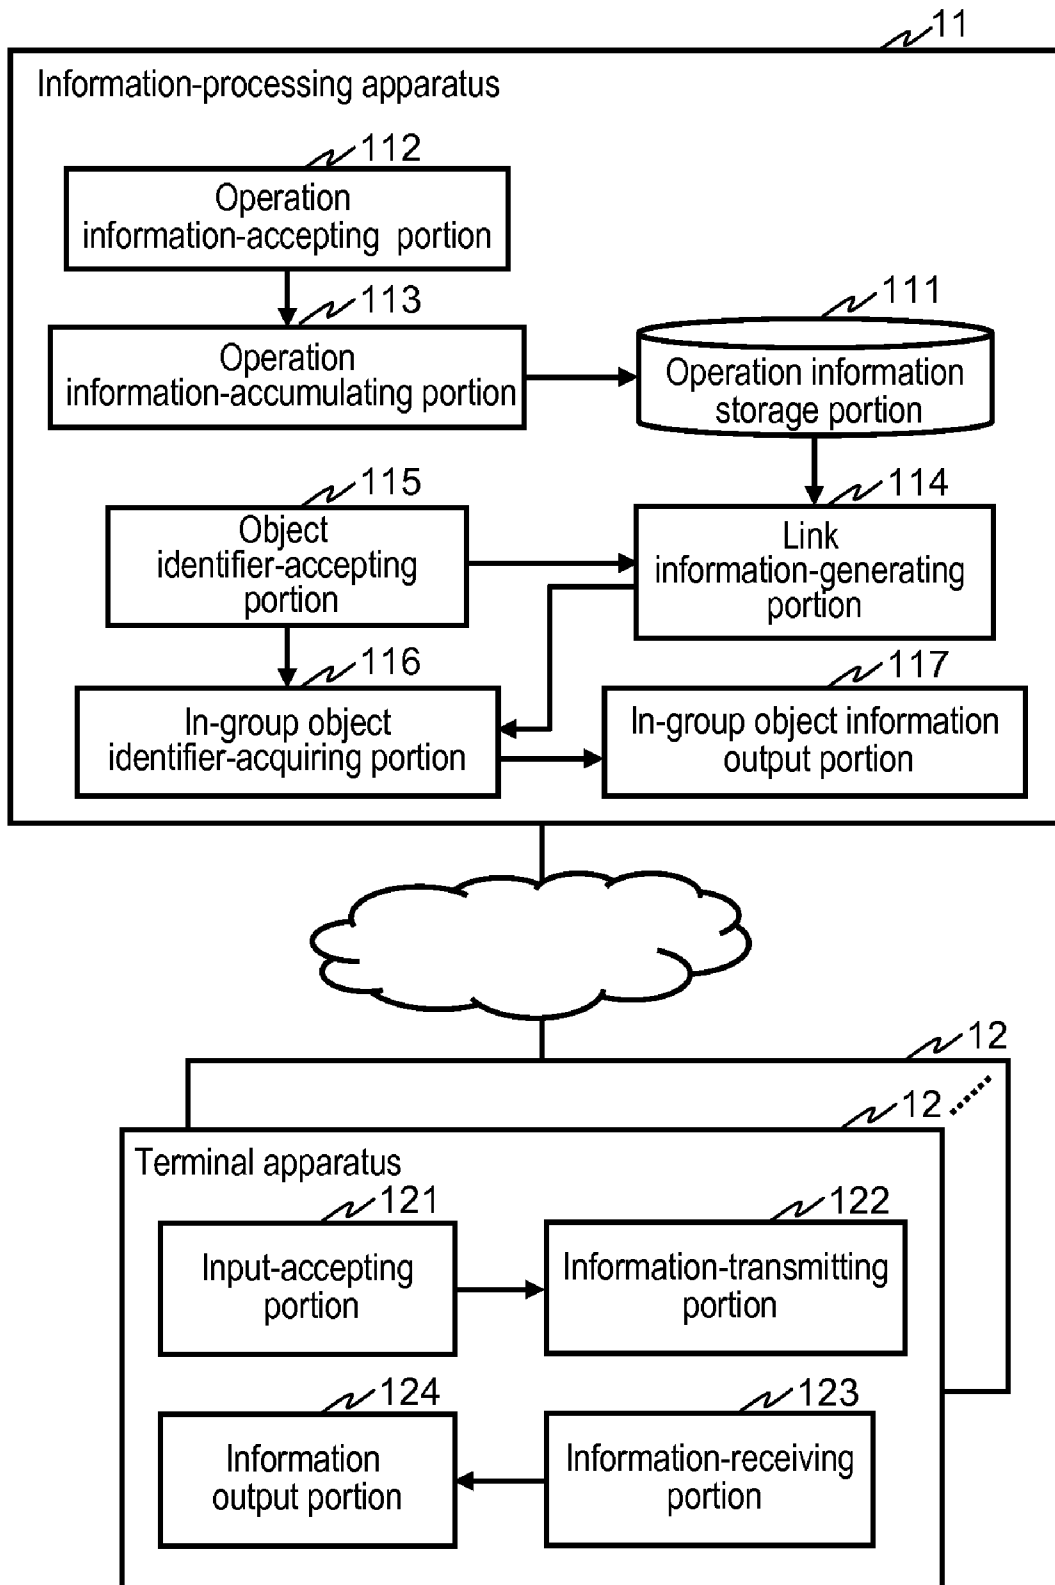 11
Information-processing apparatus
112
Operation
information-accepting portion
113
Operation
information-accumulating portion
111
Operation information
storage portion
115
Object
identifier-accepting
portion
114
Link
information-generating
portion
116
In-group object
identifier-acquiring portion
117
In-group object information
output portion
12
12
Terminal apparatus
121
Input-accepting
portion
122
Information-transmitting
portion
124
Information
output portion
123
Information-receiving
portion